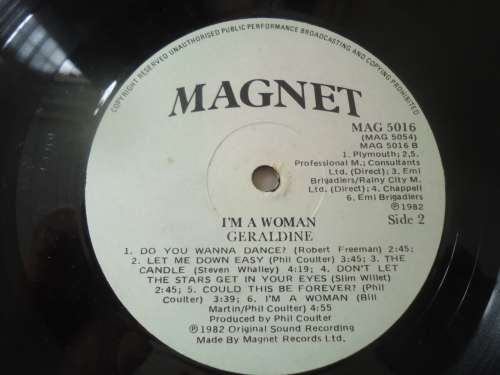 COPYRIGHT RESERVED UNAUTHORISED PUBLIC PERFORMANCE BROADCASTING AND COPYING PROHIBITED
MAGNET
MAG 5016
(MAG 5054)
MAG 5016 B
1. Plymouth; 2,5.
Professional M.; Consultants
Ltd, (Direct); 3. Emi
Brigadiers/Rainy City M.
Ltd. (Direct); 4. Chappell
6. Emi Brigadiers
℗ 1982
Side 2
I'M A WOMAN
GERALDINE
1. DO YOU WANNA DANCE? (Robert Freeman) 2:45;
2. LET ME DOWN EASY (Phil Coulter) 3:45; 3. THE
CANDLE (Steven Whalley) 4:19; 4. DON'T LET
THE STARS GET IN YOUR EYES (Slim Willet)
2:45; 5. COULD THIS BE FOREVER? (Phil
Coulter) 3:39; 6. I'M A WOMAN (Bill
Martin/Phil Coulter) 4:55
Produced by Phil Coulter
℗ 1982 Original Sound Recording
Made By Magnet Records Ltd.